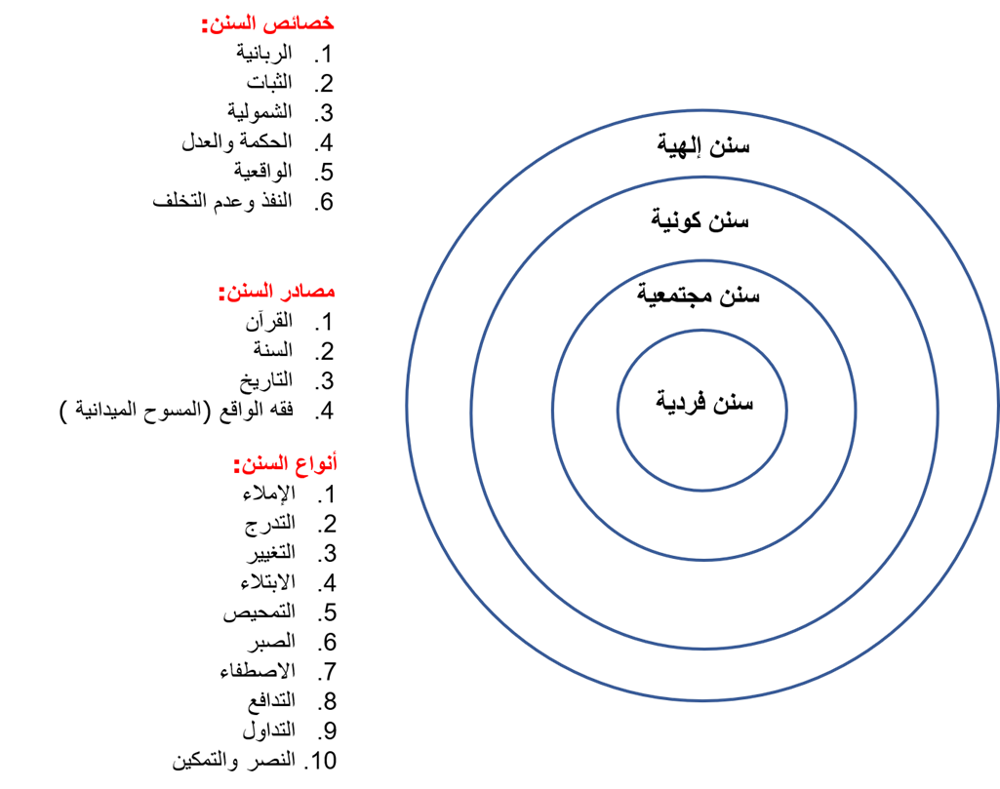 خصائص السنن:
1. الربانية
2. الثبات
3. الشمولية
4. الحكمة والعدل
5. الواقعية
6. النفذ وعدم التخلف
مصادر السنن:
1. القرآن
2. السنة
3. التاريخ
4. فقه الواقع (المسوح الميدانية )
أنواع السنن:
1. الإملاء
2. التدرج
3. التغيير
4. الابتلاء
5. التمحيص
6. الصبر
7. الاصطفاء
8. التدافع
9. التداول
10. النصر والتمكين
سنن إلهية
سنن كونية
سنن مجتمعية
سنن فردية